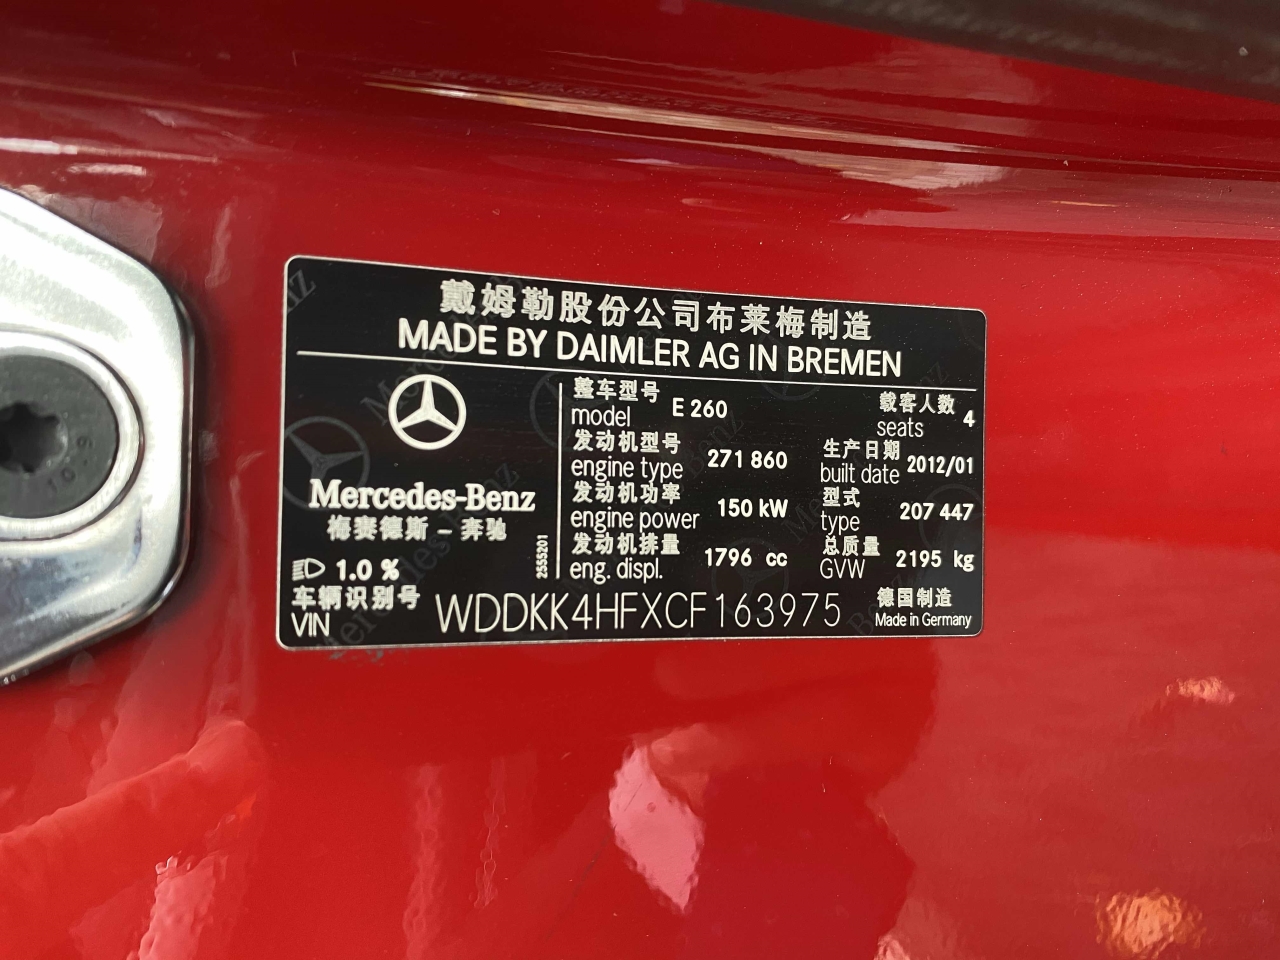 戴姆勒股份公司布莱梅制造
MADE BY DAIMLER AG IN BREMEN
整车型号
model E 260
载客人数
seats 4
发动机型号
engine type 271 860
生产日期
built date 2012/01
发动机功率
engine power 150 kW
型式
type 207 447
发动机排量
eng. displ. 1796 cc
总质量
GVW 2195 kg
Mercedes-Benz
梅赛德斯 – 奔驰
2555201
1.0 %
车辆识别号
VIN WDDKK4HFXCF163975
德国制造
Made in Germany
10.9
Mercedes-Benz